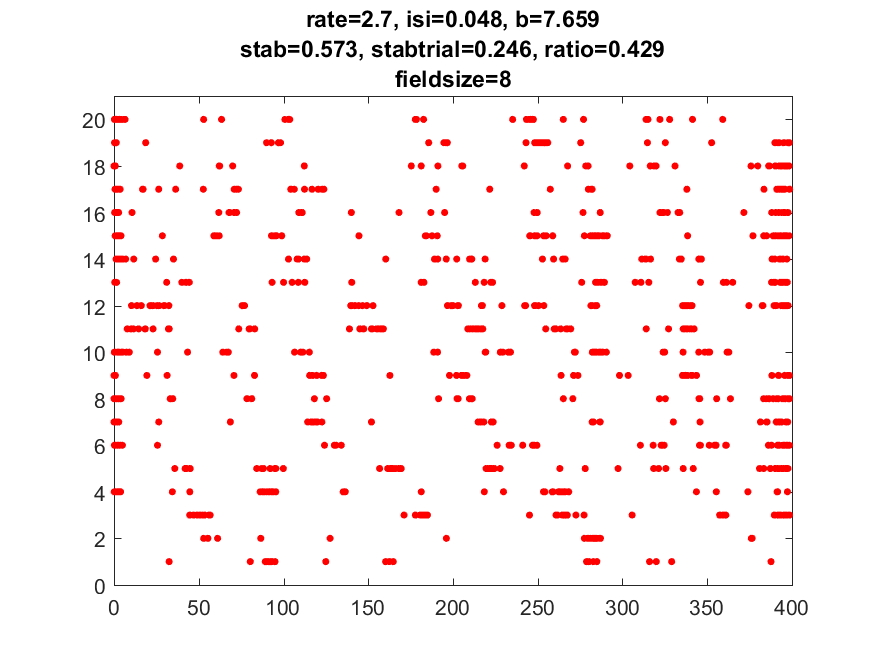 rate=2.7, isi=0.048, b=7.659
stab=0.573, stabtrial=0.246, ratio=0.429
fieldsize=8
20
18
16
14
12
10
8
6
4
2
0
0 50 100 150 200 250 300 350 400